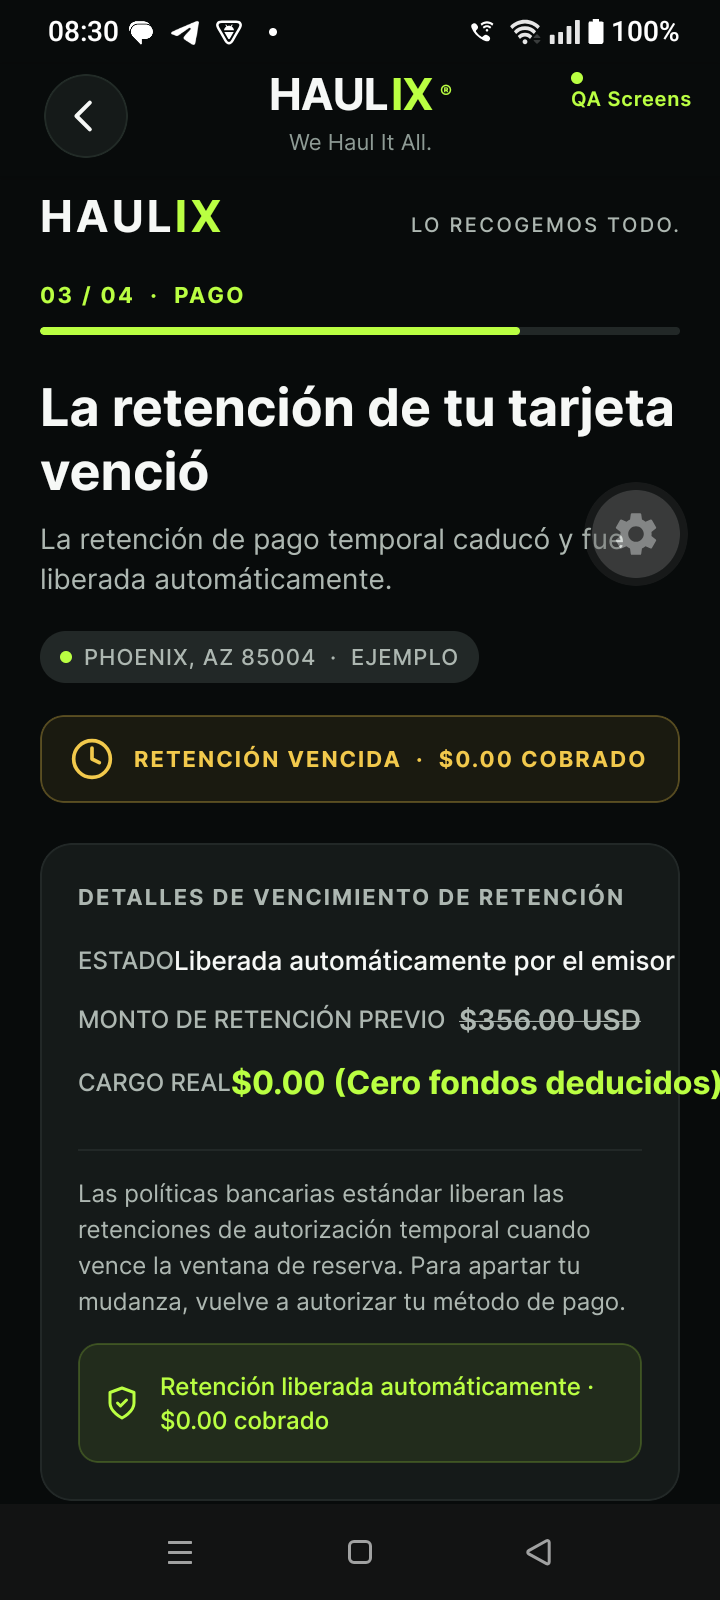 08:30
100%
HAULIX ®
QA Screens
We Haul It All.
HAULIX
LO RECOGEMOS TODO.
03 / 04 · PAGO
La retención de tu tarjeta
venció
La retención de pago temporal caducó y fue
liberada automáticamente.
PHOENIX, AZ 85004 · EJEMPLO
RETENCIÓN VENCIDA · $0.00 COBRADO
DETALLES DE VENCIMIENTO DE RETENCIÓN
ESTADO Liberada automáticamente por el emisor
MONTO DE RETENCIÓN PREVIO $356.00 USD
CARGO REAL $0.00 (Cero fondos deducidos)
Las políticas bancarias estándar liberan las
retenciones de autorización temporal cuando
vence la ventana de reserva. Para apartar tu
mudanza, vuelve a autorizar tu método de pago.
Retención liberada automáticamente ·
$0.00 cobrado